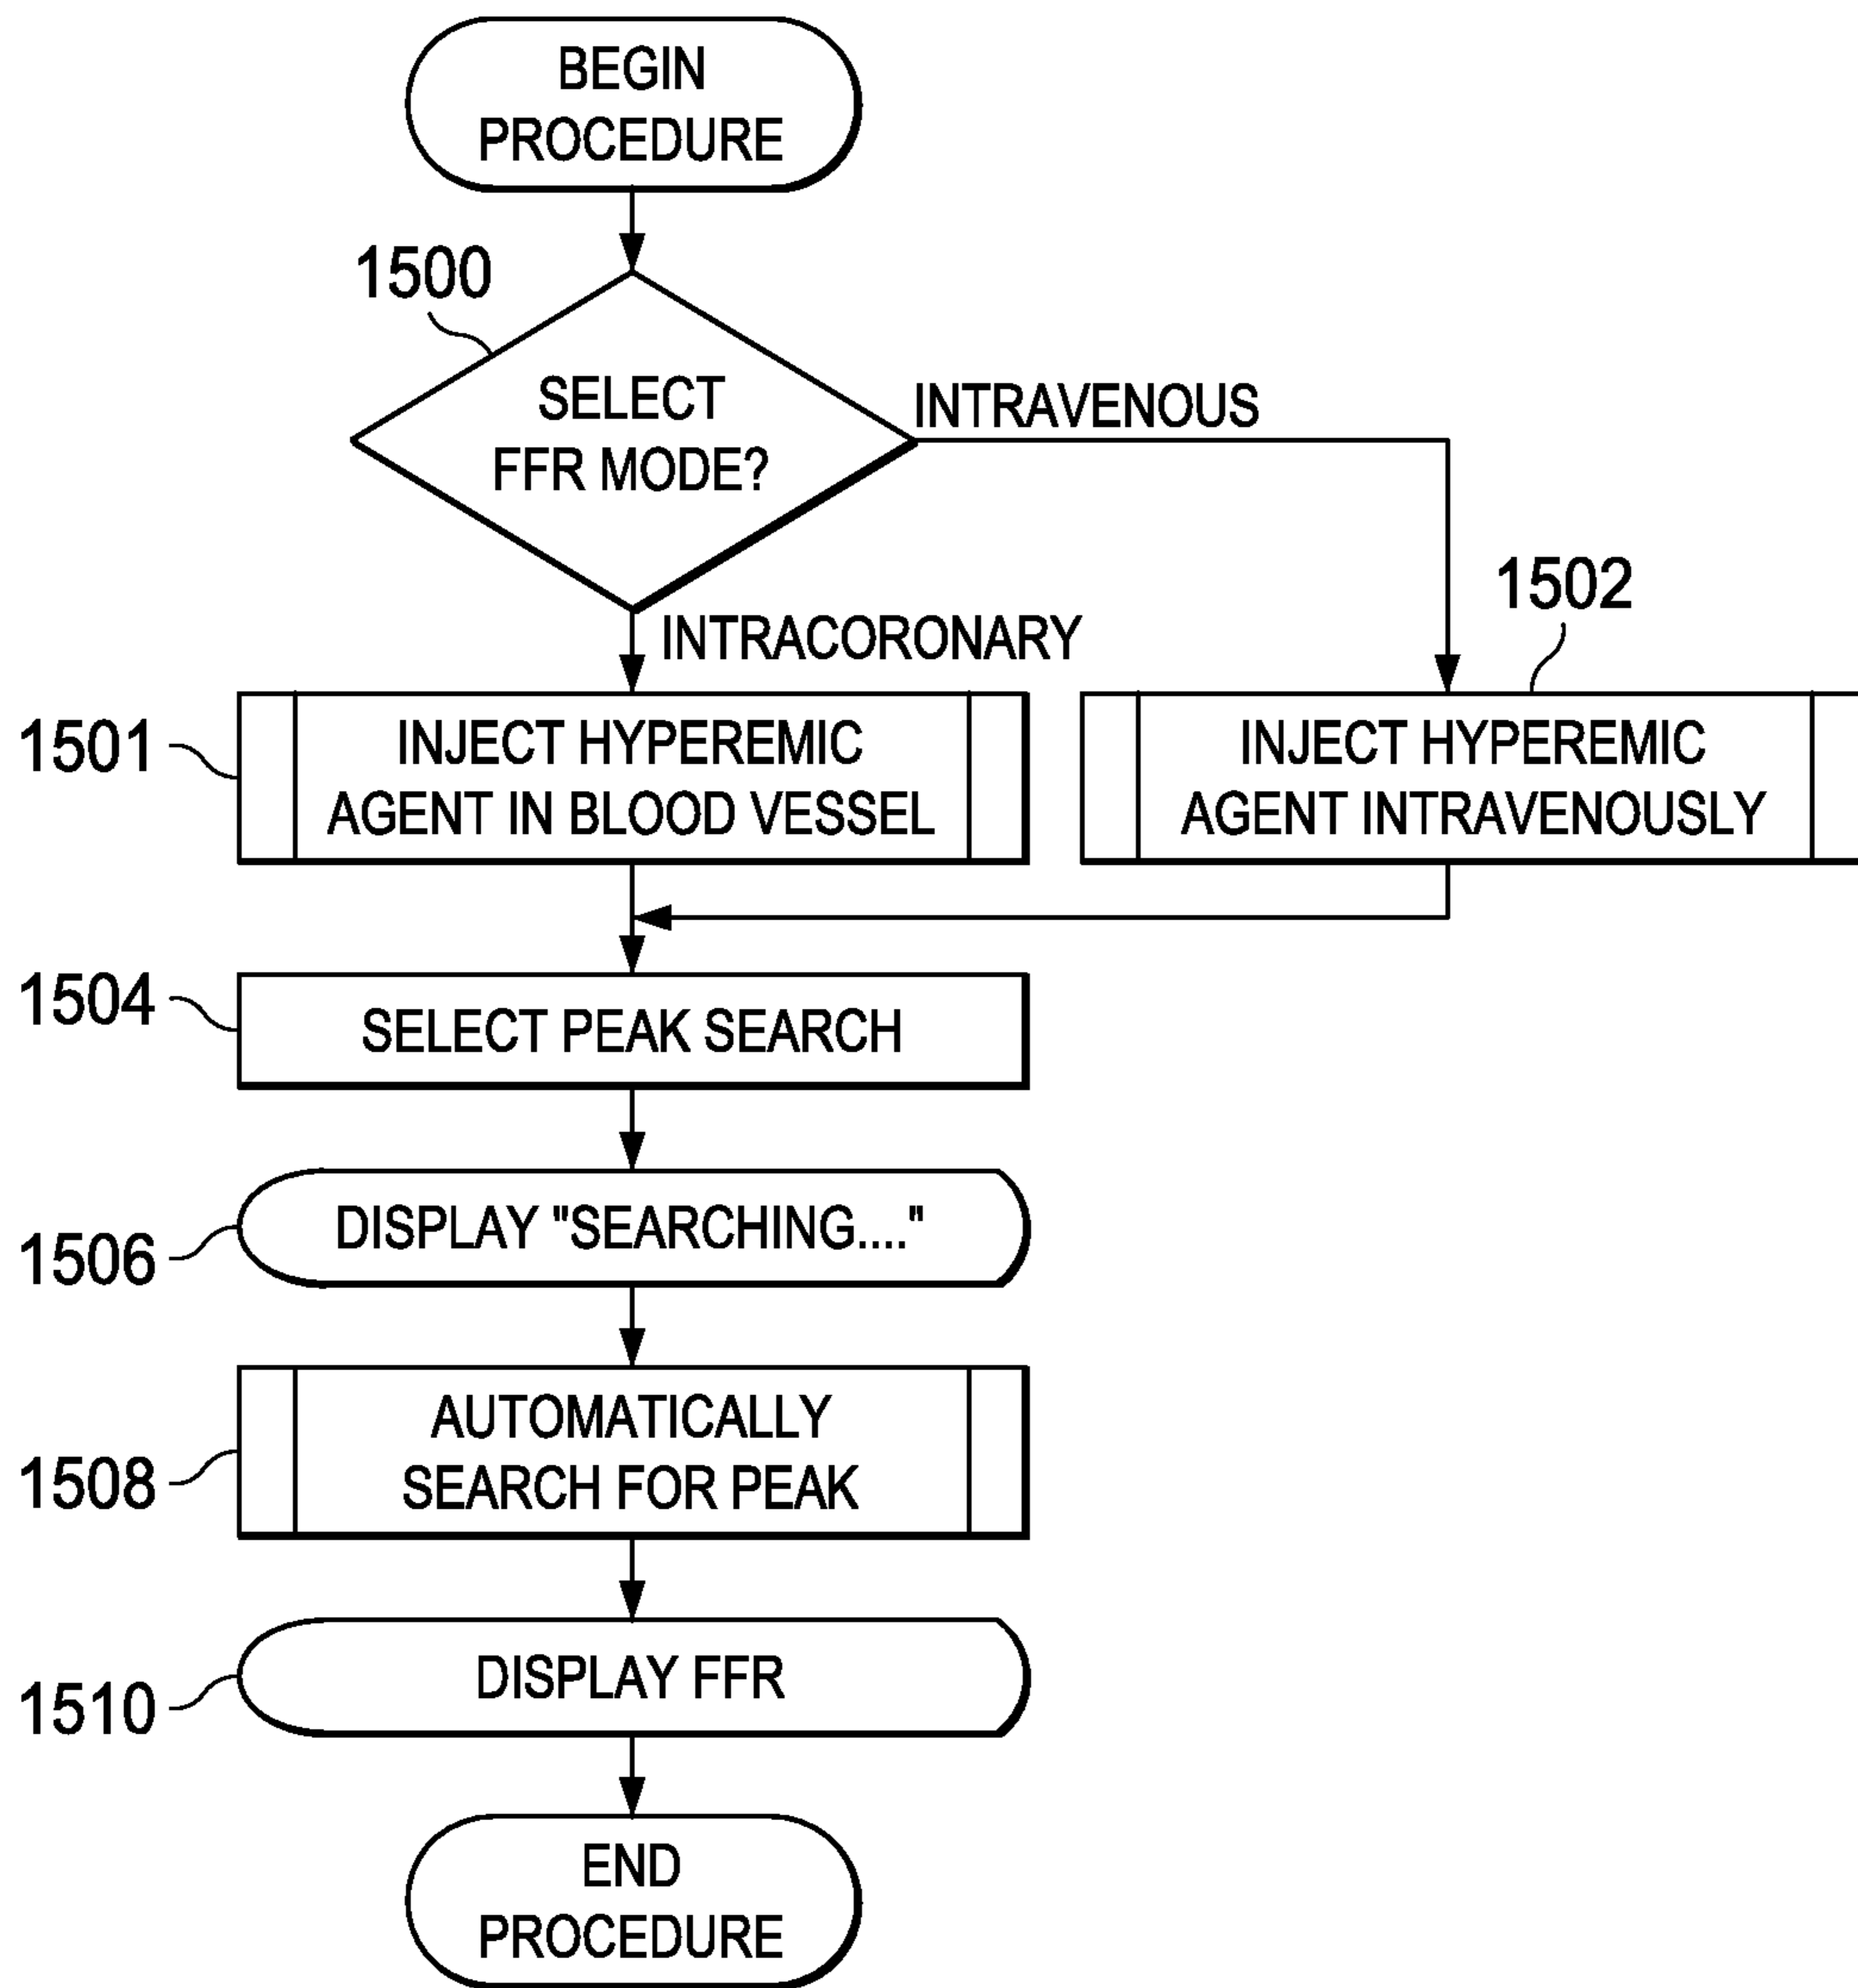 BEGIN
PROCEDURE
1500
SELECT
FFR MODE?
INTRAVENOUS
INTRACORONARY
1502
1501
INJECT HYPEREMIC
AGENT IN BLOOD VESSEL
INJECT HYPEREMIC
AGENT INTRAVENOUSLY
1504
SELECT PEAK SEARCH
1506
DISPLAY "SEARCHING...."
1508
AUTOMATICALLY
SEARCH FOR PEAK
1510
DISPLAY FFR
END
PROCEDURE